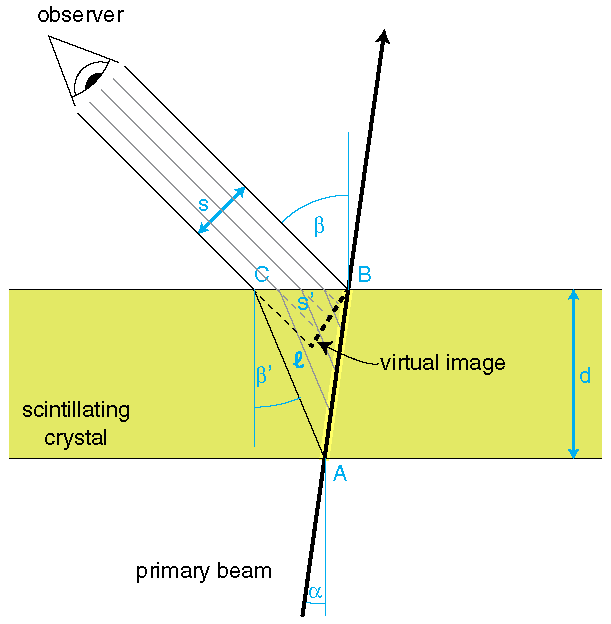 observer
s
β
C
B
s'
ℓ
virtual image
β'
d
scintillating
crystal
A
primary beam
α